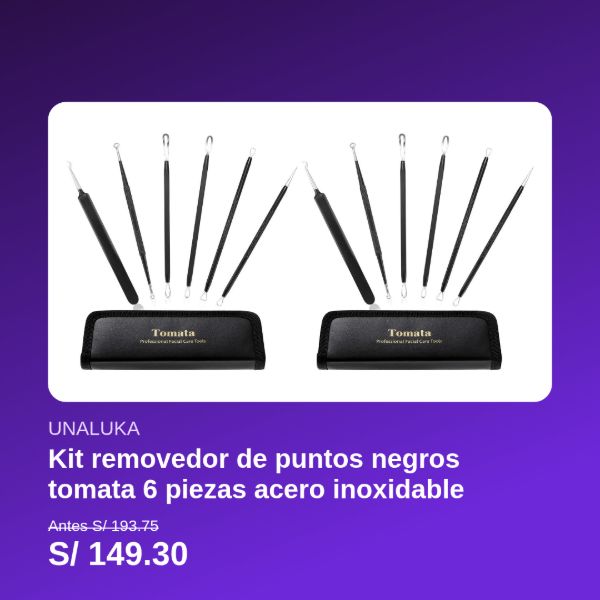 Tomata
Professional Facial Care Tools
Tomata
Professional Facial Care Tools
UNALUKA
Kit removedor de puntos negros
tomata 6 piezas acero inoxidable
Antes S/ 193.75
S/ 149.30